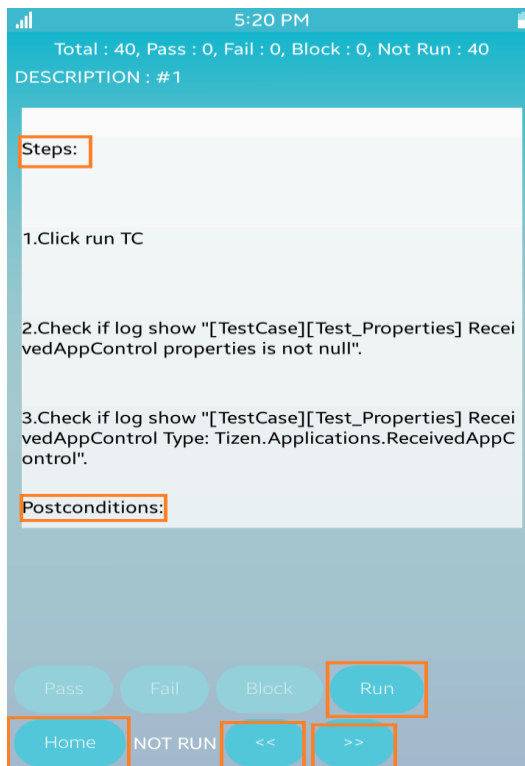 5:20 PM
Total : 40, Pass : 0, Fail : 0, Block : 0, Not Run : 40
DESCRIPTION : #1
Steps:
1.Click run TC
2.Check if log show "[TestCase][Test_Properties] Recei
vedAppControl properties is not null".
3.Check if log show "[TestCase][Test_Properties] Recei
vedAppControl Type: Tizen.Applications.ReceivedAppC
ontrol".
Postconditions:
Pass Fail Block Run
Home NOT RUN << >>